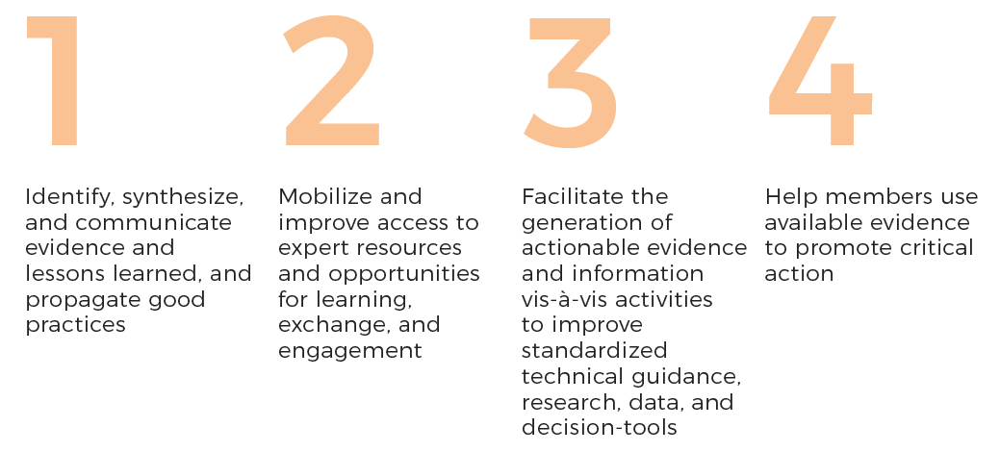 1
Identify, synthesize,
and communicate
evidence and
lessons learned, and
propagate good
practices
2
Mobilize and
improve access to
expert resources
and opportunities
for learning,
exchange, and
engagement
3
Facilitate the
generation of
actionable evidence
and information
vis-à-vis activities
to improve
standardized
technical guidance,
research, data, and
decision-tools
4
Help members use
available evidence
to promote critical
action